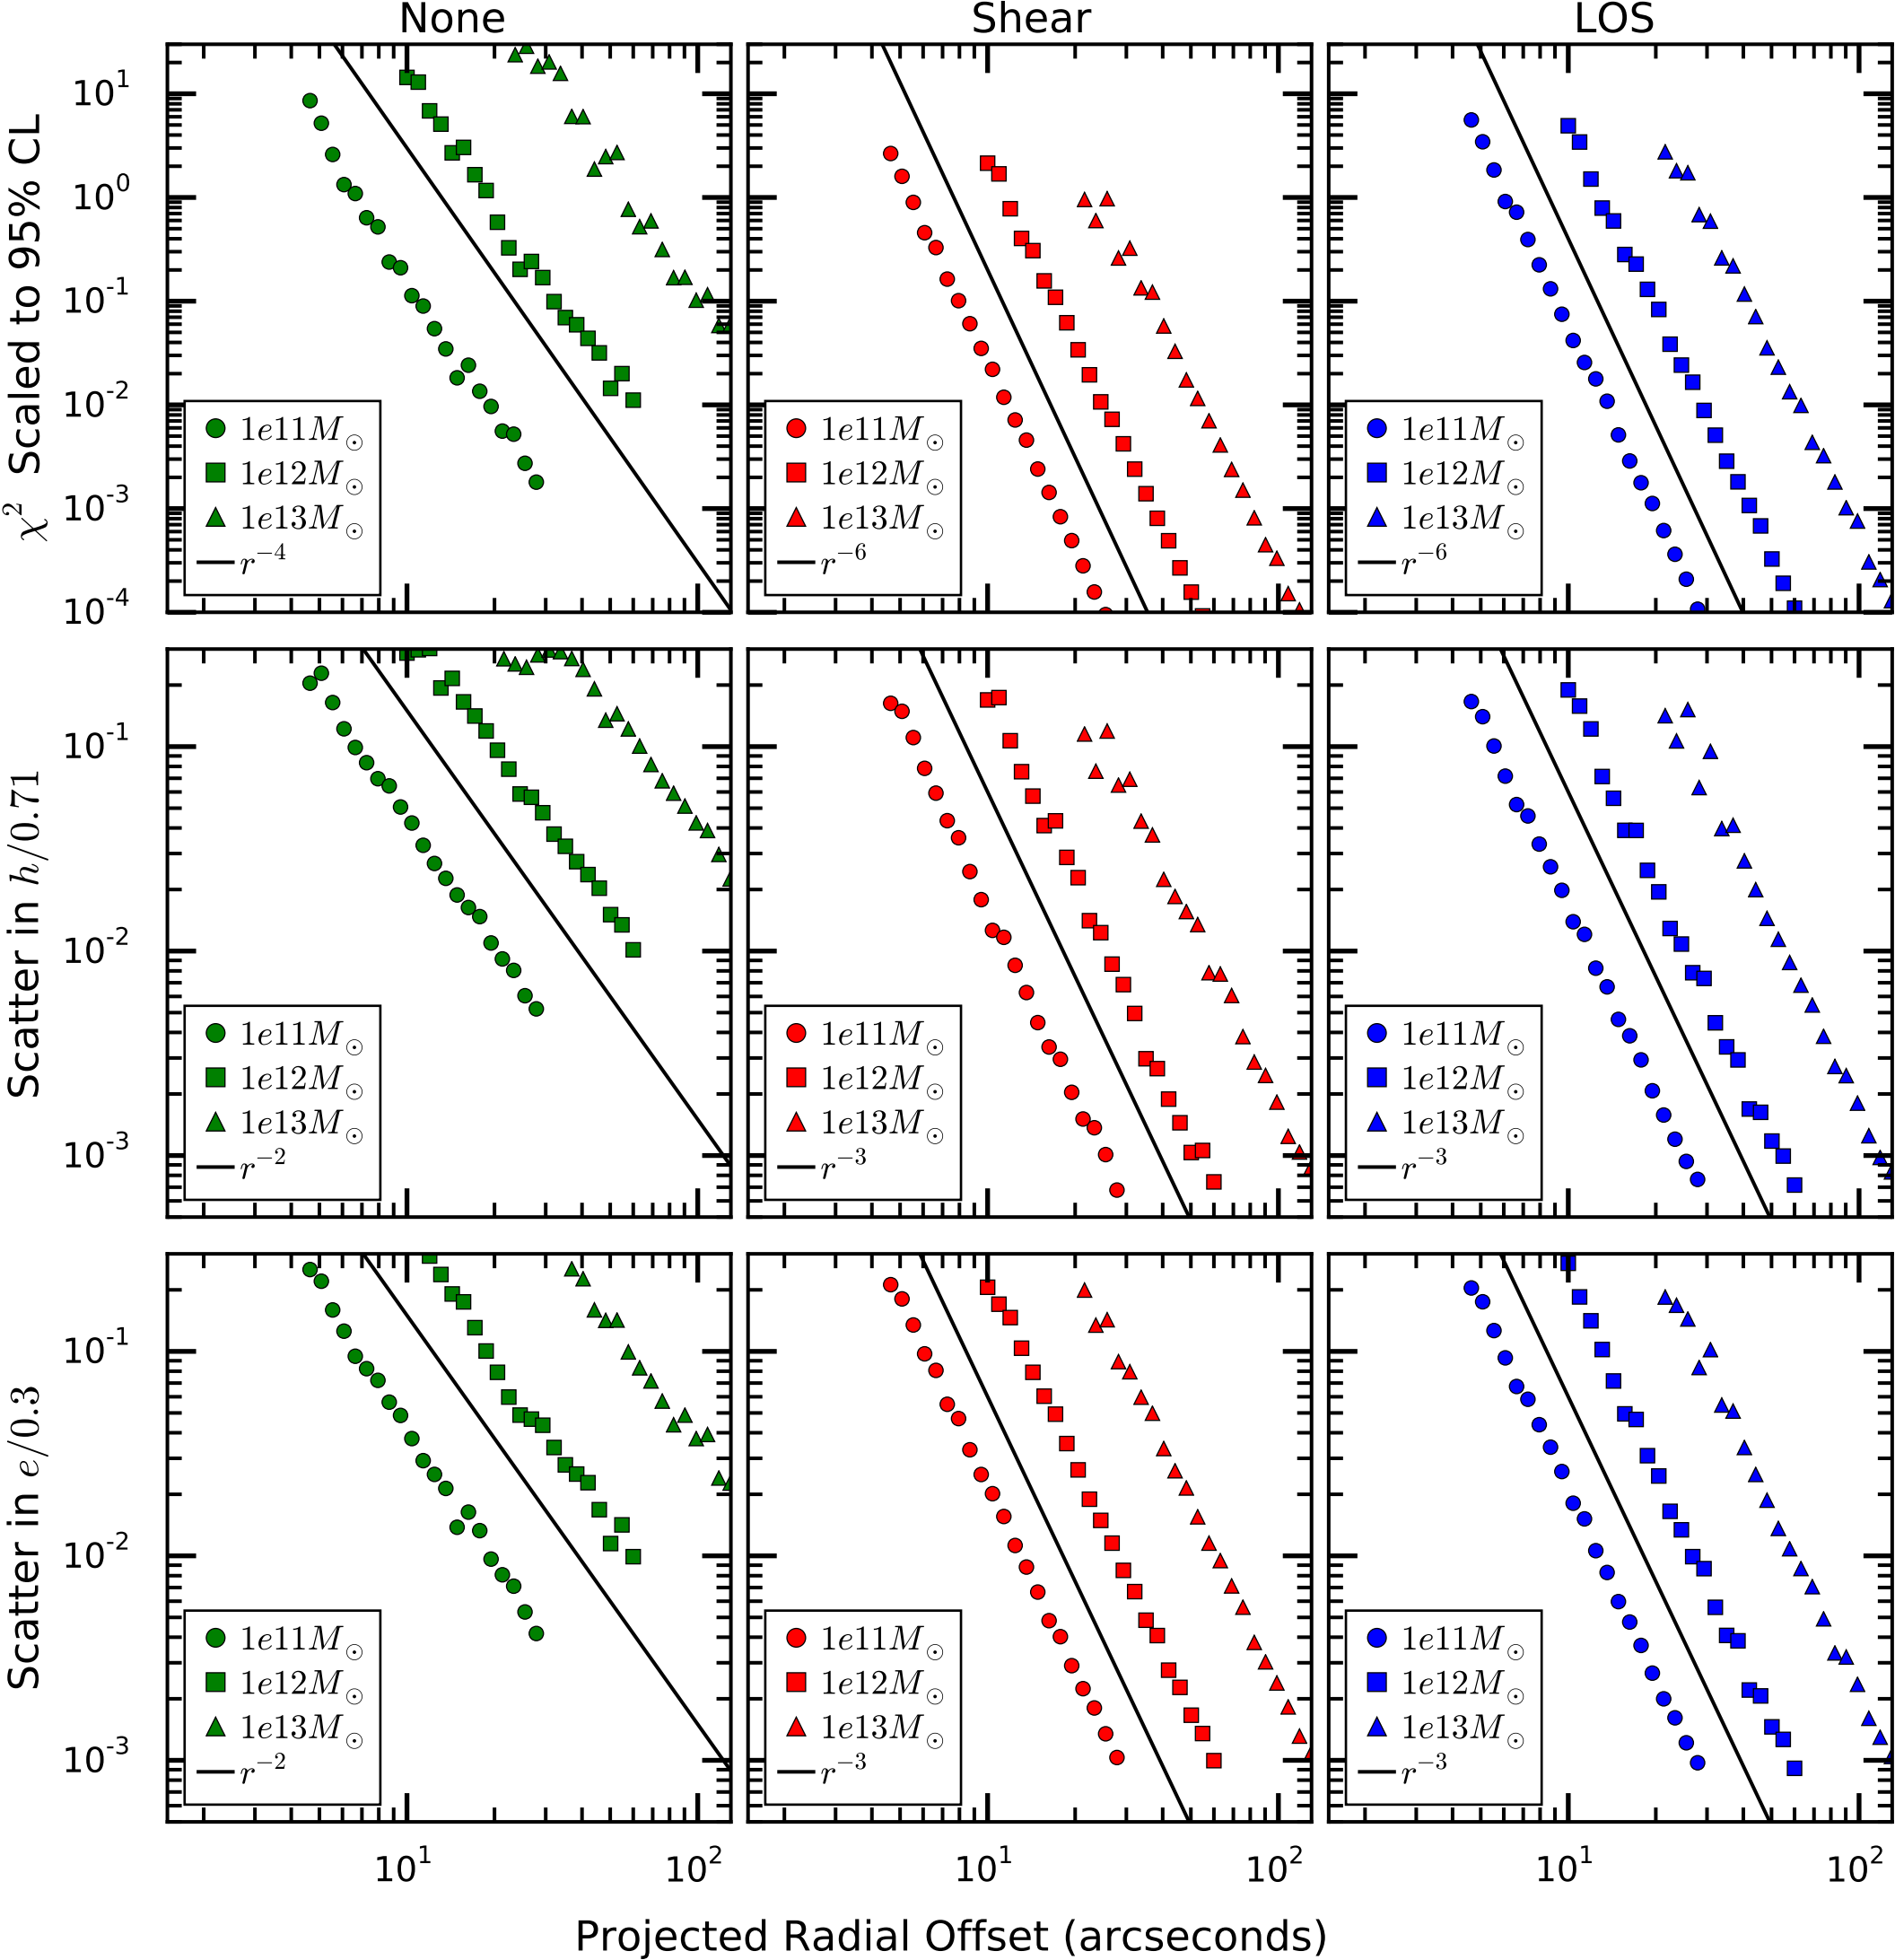 None Shear LOS
χ² Scaled to 95% CL
10¹
10⁰
10⁻¹
10⁻²
10⁻³
10⁻⁴
1e11M⊙
1e12M⊙
1e13M⊙
r⁻⁴
1e11M⊙
1e12M⊙
1e13M⊙
r⁻⁶
1e11M⊙
1e12M⊙
1e13M⊙
r⁻⁶
Scatter in h/0.71
10⁻¹
10⁻²
10⁻³
1e11M⊙
1e12M⊙
1e13M⊙
r⁻²
1e11M⊙
1e12M⊙
1e13M⊙
r⁻³
1e11M⊙
1e12M⊙
1e13M⊙
r⁻³
Scatter in e/0.3
10⁻¹
10⁻²
10⁻³
1e11M⊙
1e12M⊙
1e13M⊙
r⁻²
1e11M⊙
1e12M⊙
1e13M⊙
r⁻³
1e11M⊙
1e12M⊙
1e13M⊙
r⁻³
10¹ 10² 10¹ 10² 10¹ 10²
Projected Radial Offset (arcseconds)